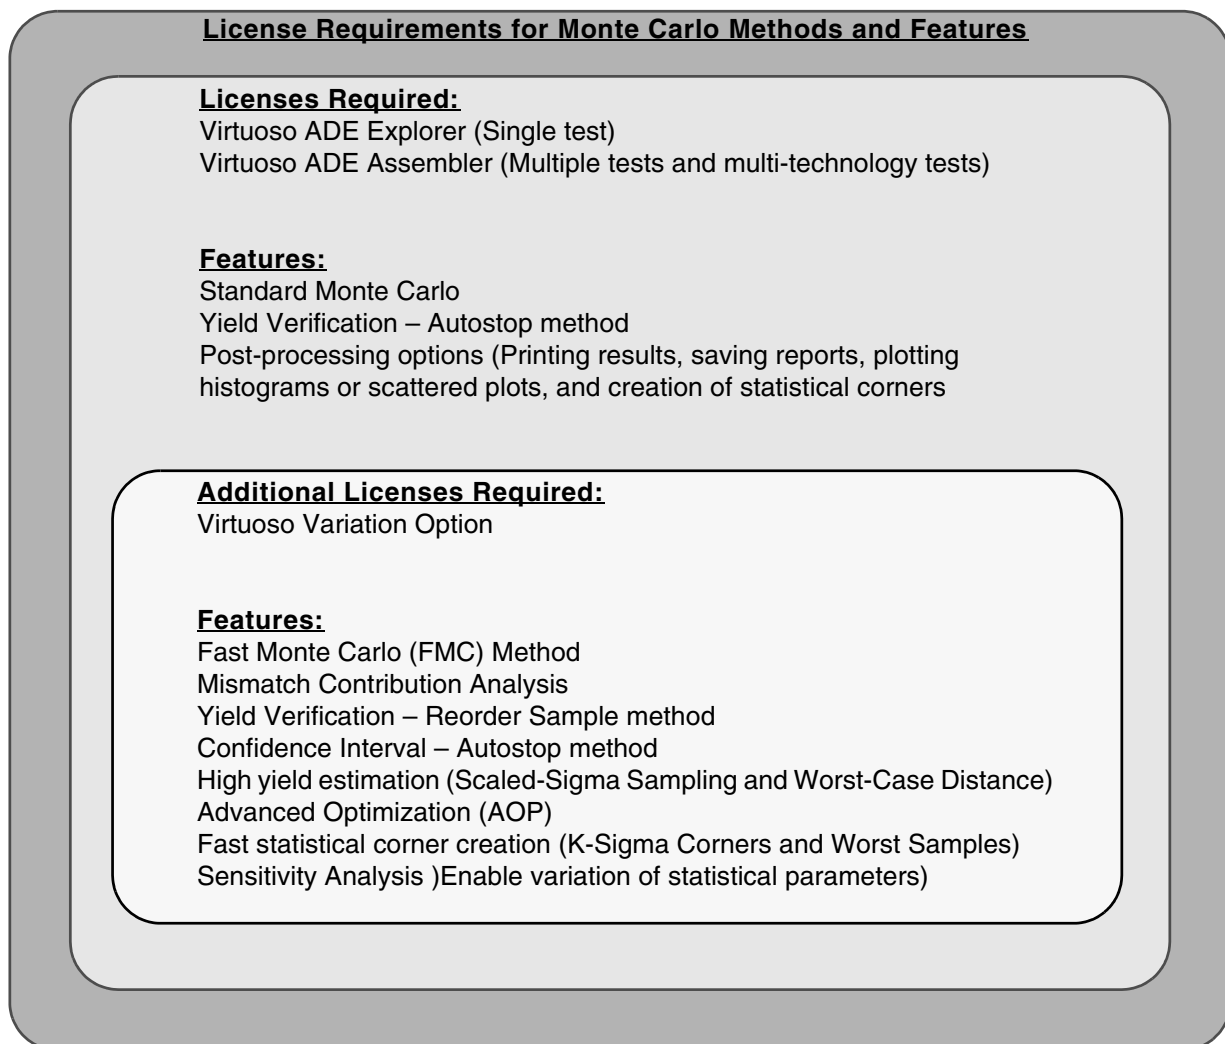 License Requirements for Monte Carlo Methods and Features
Licenses Required:
Virtuoso ADE Explorer (Single test)
Virtuoso ADE Assembler (Multiple tests and multi-technology tests)
Features:
Standard Monte Carlo
Yield Verification – Autostop method
Post-processing options (Printing results, saving reports, plotting
histograms or scattered plots, and creation of statistical corners
Additional Licenses Required:
Virtuoso Variation Option
Features:
Fast Monte Carlo (FMC) Method
Mismatch Contribution Analysis
Yield Verification – Reorder Sample method
Confidence Interval – Autostop method
High yield estimation (Scaled-Sigma Sampling and Worst-Case Distance)
Advanced Optimization (AOP)
Fast statistical corner creation (K-Sigma Corners and Worst Samples)
Sensitivity Analysis )Enable variation of statistical parameters)